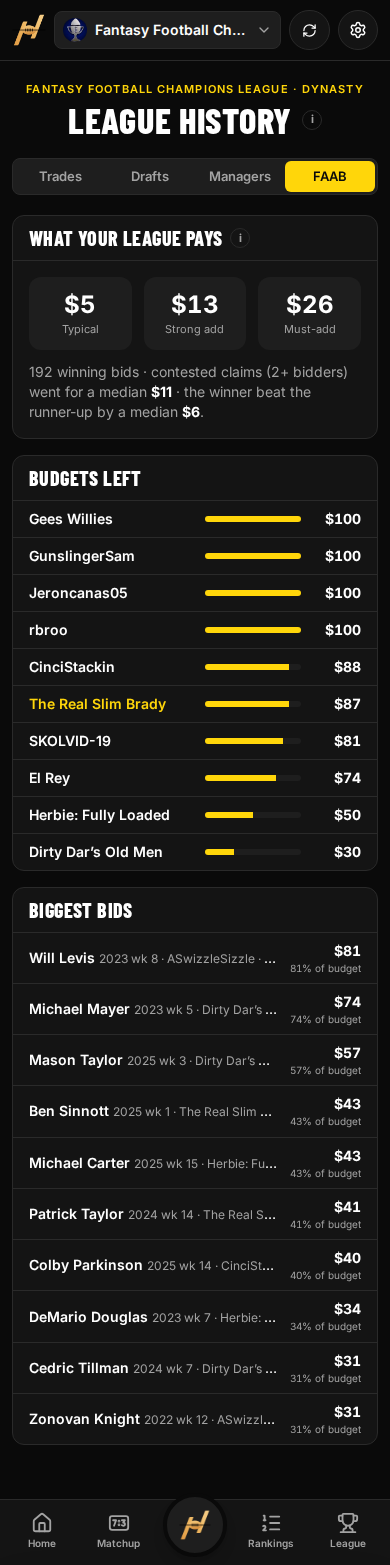 Fantasy Football Ch...
FANTASY FOOTBALL CHAMPIONS LEAGUE · DYNASTY
LEAGUE HISTORY i
Trades Drafts Managers FAAB
WHAT YOUR LEAGUE PAYS i
$5 $13 $26
Typical Strong add Must-add
192 winning bids · contested claims (2+ bidders)
went for a median $11 · the winner beat the
runner-up by a median $6.
BUDGETS LEFT
Gees Willies $100
GunslingerSam $100
Jeroncanas05 $100
rbroo $100
CinciStackin $88
The Real Slim Brady $87
SKOLVID-19 $81
El Rey $74
Herbie: Fully Loaded $50
Dirty Dar’s Old Men $30
BIGGEST BIDS
Will Levis 2023 wk 8 · ASwizzleSizzle · ... $81
81% of budget
Michael Mayer 2023 wk 5 · Dirty Dar’s ... $74
74% of budget
Mason Taylor 2025 wk 3 · Dirty Dar’s ... $57
57% of budget
Ben Sinnott 2025 wk 1 · The Real Slim ... $43
43% of budget
Michael Carter 2025 wk 15 · Herbie: Fu... $43
43% of budget
Patrick Taylor 2024 wk 14 · The Real S... $41
41% of budget
Colby Parkinson 2025 wk 14 · CinciSt... $40
40% of budget
DeMario Douglas 2023 wk 7 · Herbie: ... $34
34% of budget
Cedric Tillman 2024 wk 7 · Dirty Dar’s ... $31
31% of budget
Zonovan Knight 2022 wk 12 · ASwizzl... $31
31% of budget
7:3
Home Matchup Rankings League